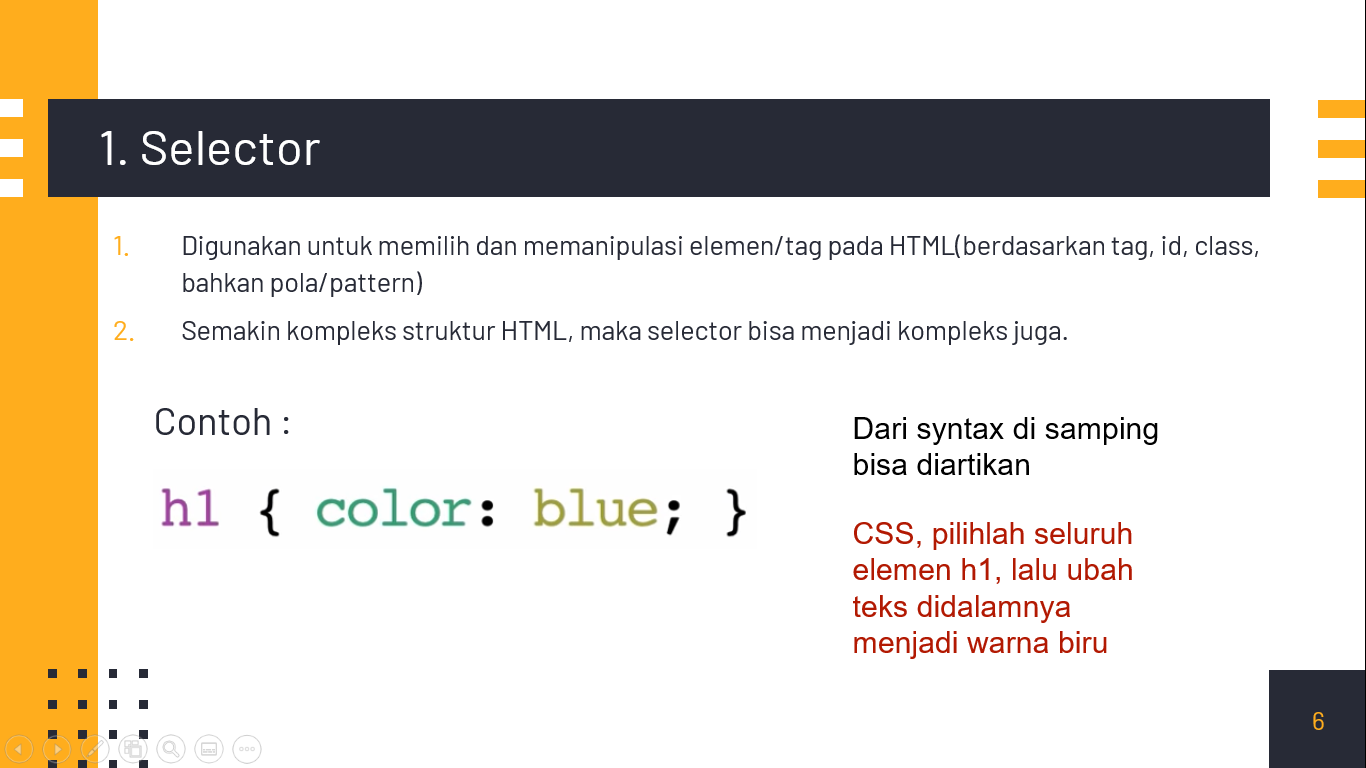 1. Selector
1. Digunakan untuk memilih dan memanipulasi elemen/tag pada HTML(berdasarkan tag, id, class,
bahkan pola/pattern)
2. Semakin kompleks struktur HTML, maka selector bisa menjadi kompleks juga.
Contoh :
h1 { color: blue; }
Dari syntax di samping
bisa diartikan
CSS, pilihlah seluruh
elemen h1, lalu ubah
teks didalamnya
menjadi warna biru
6